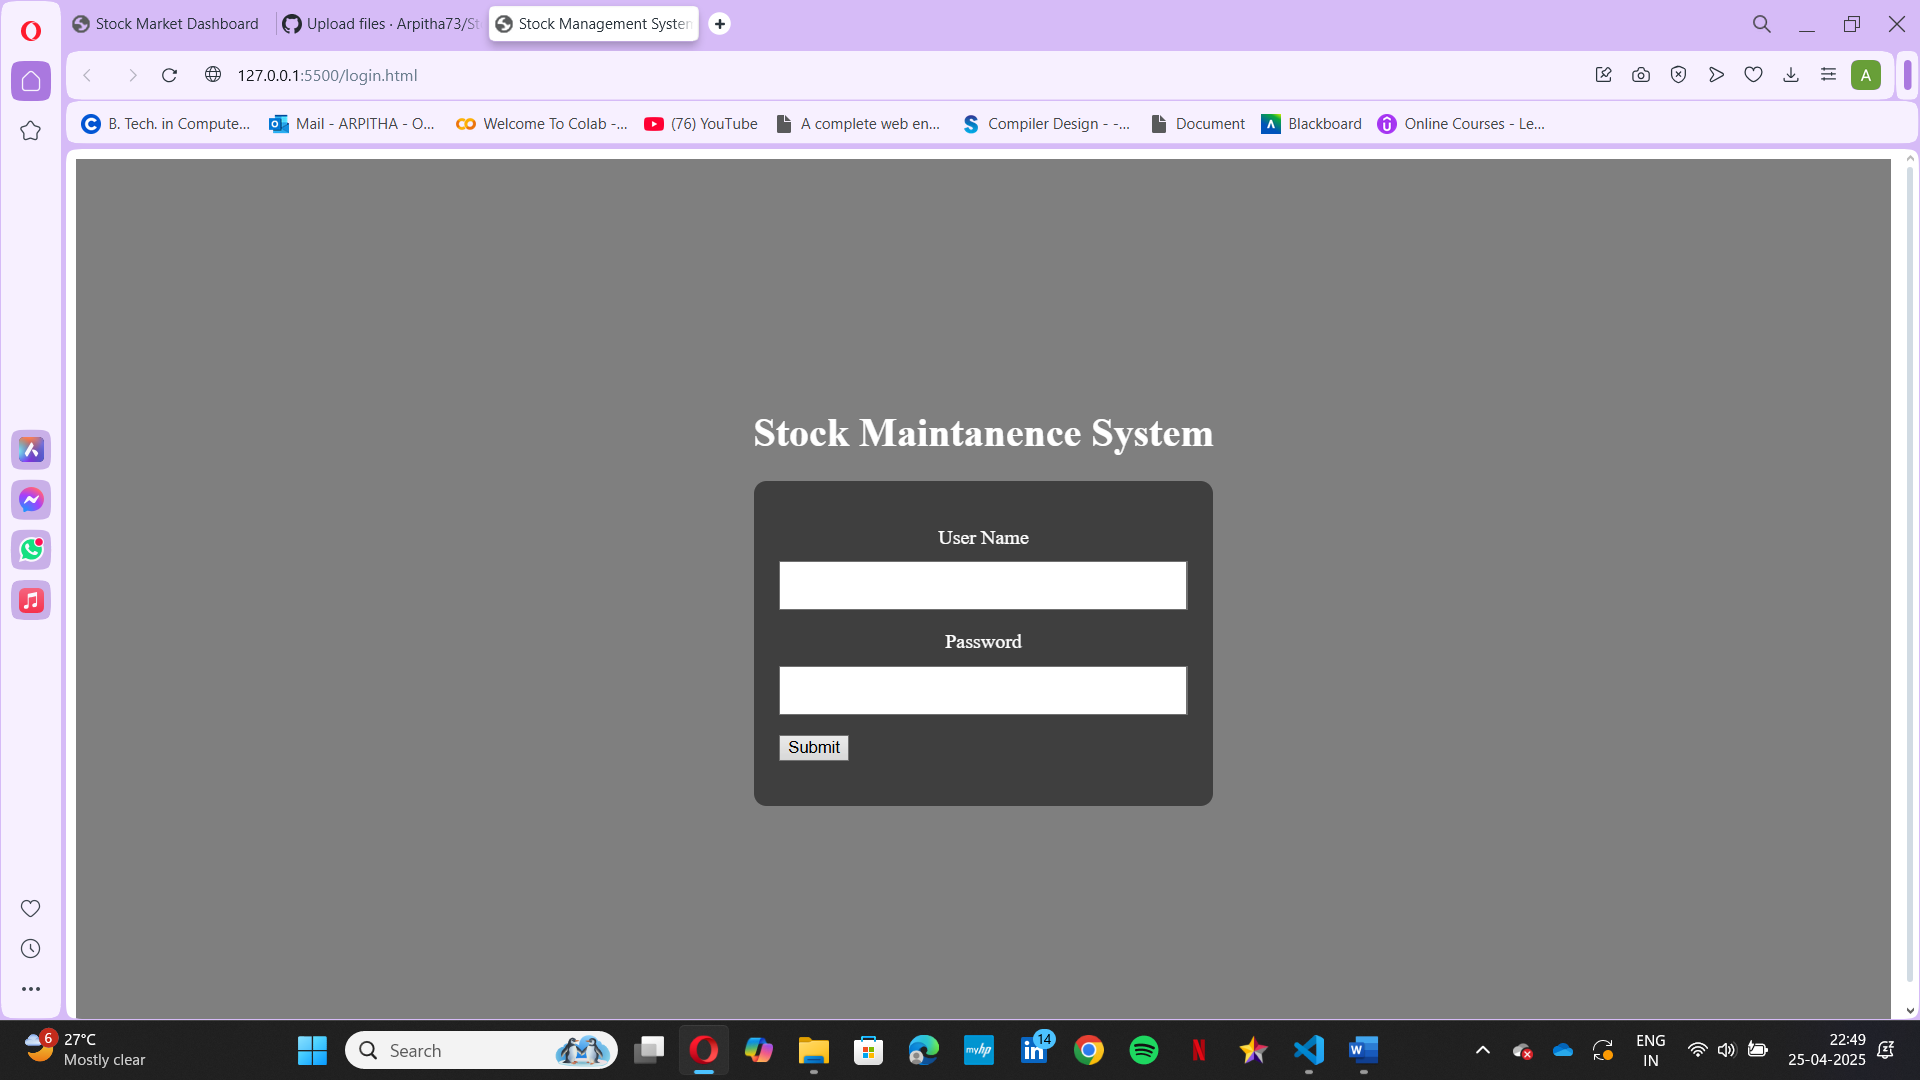 Stock Market Dashboard
Upload files · Arpitha73/St
Stock Management System
127.0.0.1:5500/login.html
A
B. Tech. in Compute...
Mail - ARPITHA - O...
Welcome To Colab -...
(76) YouTube
A complete web en...
Compiler Design - -...
Document
Blackboard
Online Courses - Le...
Stock Maintanence System
User Name
Password
Submit
6
27°C
Mostly clear
Search
myhp
14
ENG
IN
22:49
25-04-2025